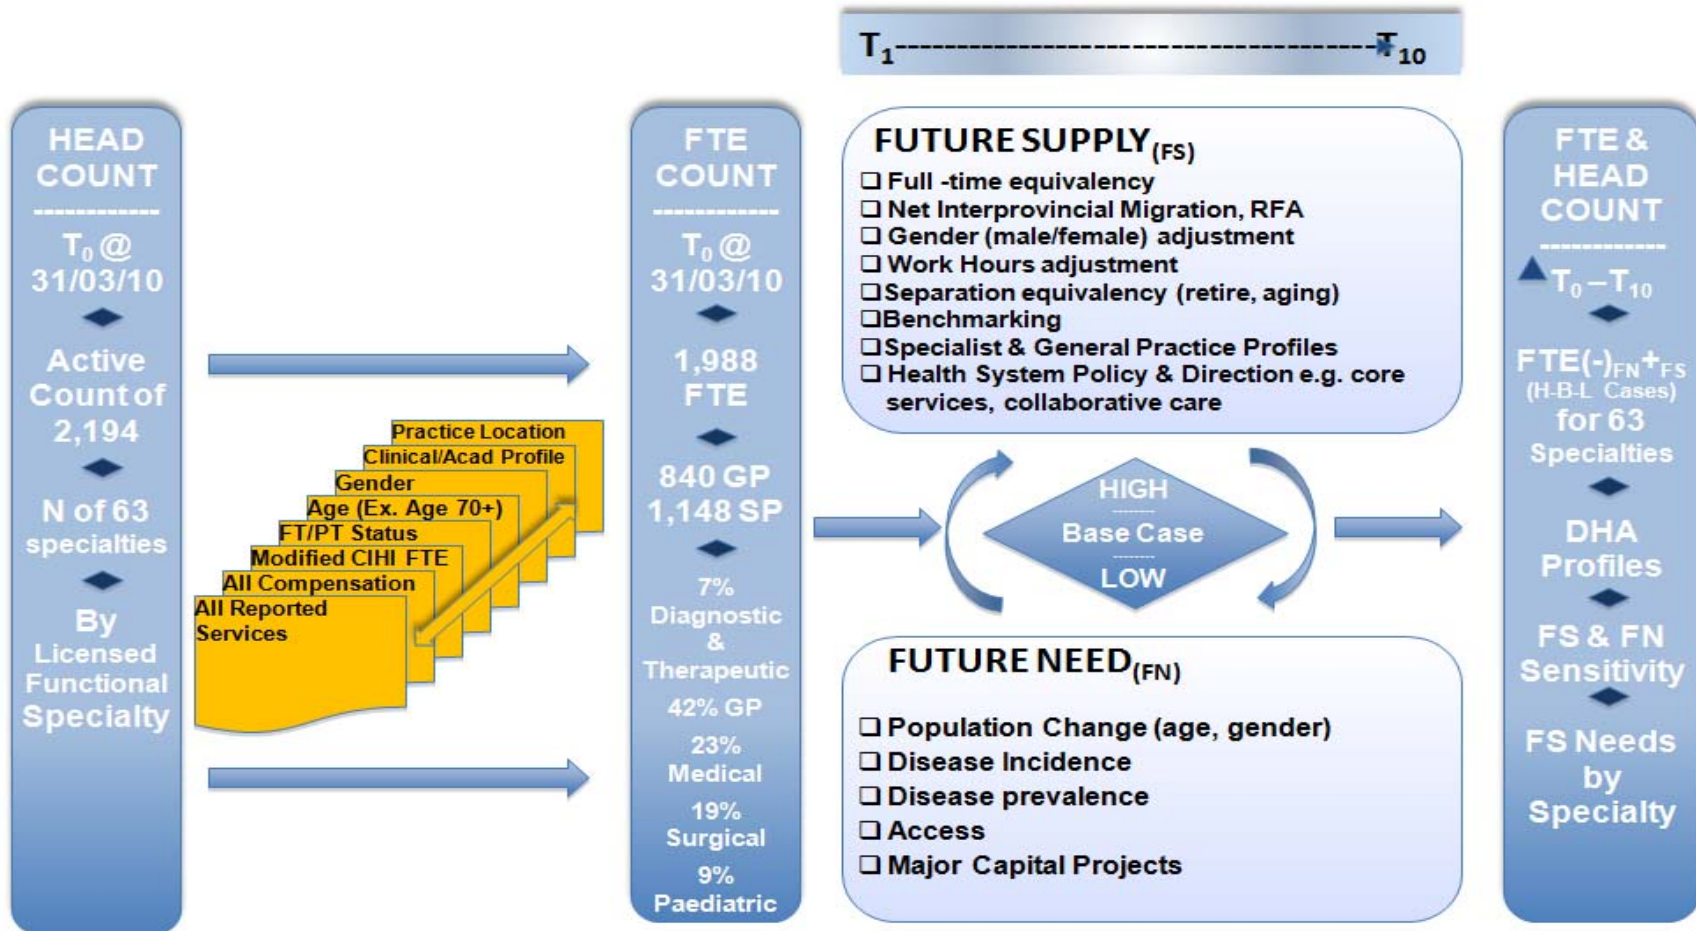 T1------------------------------------------T10
HEAD
COUNT
------------
T0 @
31/03/10
Active
Count of
2,194
N of 63
specialties
By
Licensed
Functional
Specialty
Practice Location
Clinical/Acad Profile
Gender
Age (Ex. Age 70+)
FT/PT Status
Modified CIHI FTE
All Compensation
All Reported
Services
FTE
COUNT
------------
T0 @
31/03/10
1,988
FTE
840 GP
1,148 SP
7%
Diagnostic
&
Therapeutic
42% GP
23%
Medical
19%
Surgical
9%
Paediatric
FUTURE SUPPLY(FS)
❑ Full -time equivalency
❑ Net Interprovincial Migration, RFA
❑ Gender (male/female) adjustment
❑ Work Hours adjustment
❑ Separation equivalency (retire, aging)
❑Benchmarking
❑ Specialist & General Practice Profiles
❑ Health System Policy & Direction e.g. core
services, collaborative care
HIGH
--------
Base Case
--------
LOW
FUTURE NEED(FN)
❑ Population Change (age, gender)
❑ Disease Incidence
❑ Disease prevalence
❑ Access
❑ Major Capital Projects
FTE &
HEAD
COUNT
------------
T0 – T10
FTE(-)FN+FS
(H-B-L Cases)
for 63
Specialties
DHA
Profiles
FS & FN
Sensitivity
FS Needs
by
Specialty